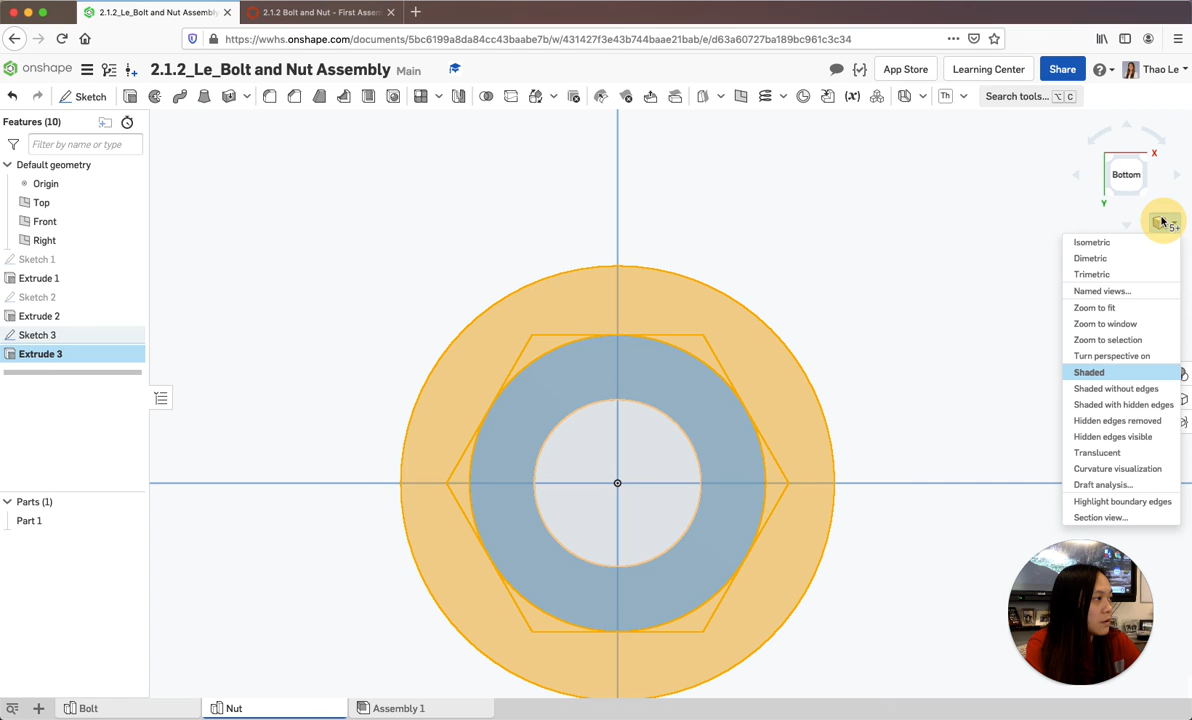 2.1.2_Le_Bolt and Nut Assembly
2.1.2 Bolt and Nut - First Assem
https://wwhs.onshape.com/documents/5bc6199a8da84cc43baabe7b/w/431427f3e43b744baae21bab/e/d63a60727ba189bc961c3c34
onshape
2.1.2_Le_Bolt and Nut Assembly Main
App Store
Learning Center
Share
Thao Le
Sketch
Th
Search tools... ⌥ C
Features (10)
Filter by name or type
Default geometry
Origin
Top
Front
Right
Sketch 1
Extrude 1
Sketch 2
Extrude 2
Sketch 3
Extrude 3
Parts (1)
Part 1
X
Bottom
Y
5+
Isometric
Dimetric
Trimetric
Named views...
Zoom to fit
Zoom to window
Zoom to selection
Turn perspective on
Shaded
Shaded without edges
Shaded with hidden edges
Hidden edges removed
Hidden edges visible
Translucent
Curvature visualization
Draft analysis...
Highlight boundary edges
Section view...
Bolt
Nut
Assembly 1